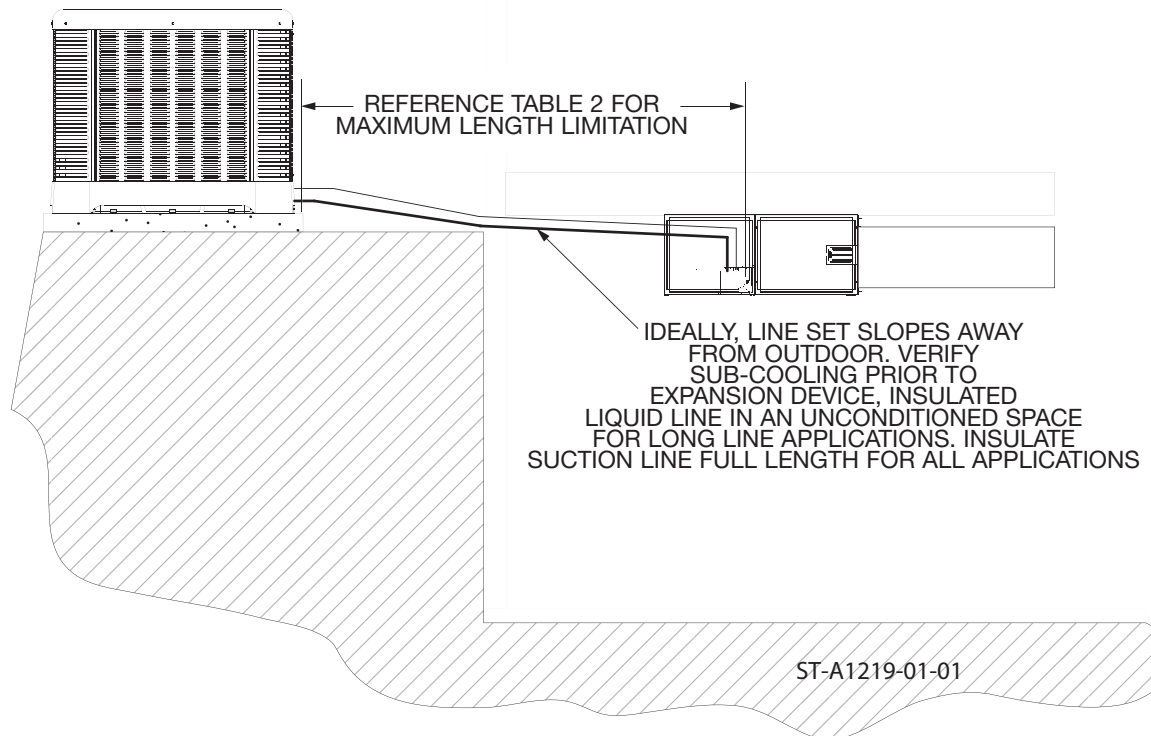 REFERENCE TABLE 2 FOR
MAXIMUM LENGTH LIMITATION
IDEALLY, LINE SET SLOPES AWAY
FROM OUTDOOR. VERIFY
SUB-COOLING PRIOR TO
EXPANSION DEVICE, INSULATED
LIQUID LINE IN AN UNCONDITIONED SPACE
FOR LONG LINE APPLICATIONS. INSULATE
SUCTION LINE FULL LENGTH FOR ALL APPLICATIONS
ST-A1219-01-01